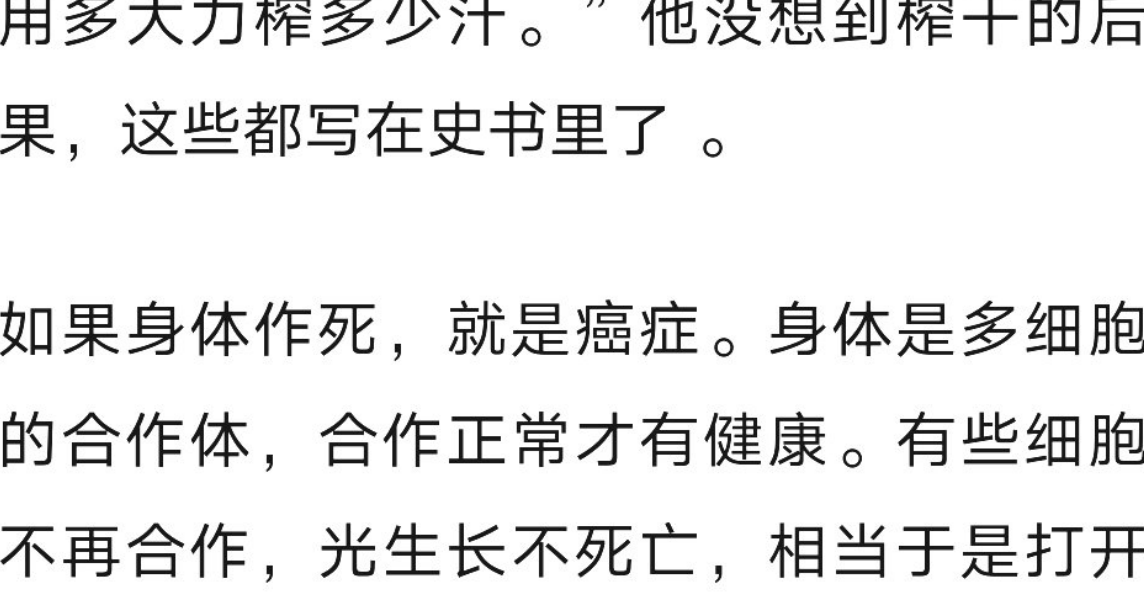 用多大力榨多少汁。”他没想到榨干的后
果，这些都写在史书里了 。
如果身体作死，就是癌症。身体是多细胞
的合作体，合作正常才有健康。有些细胞
不再合作，光生长不死亡，相当于是打开